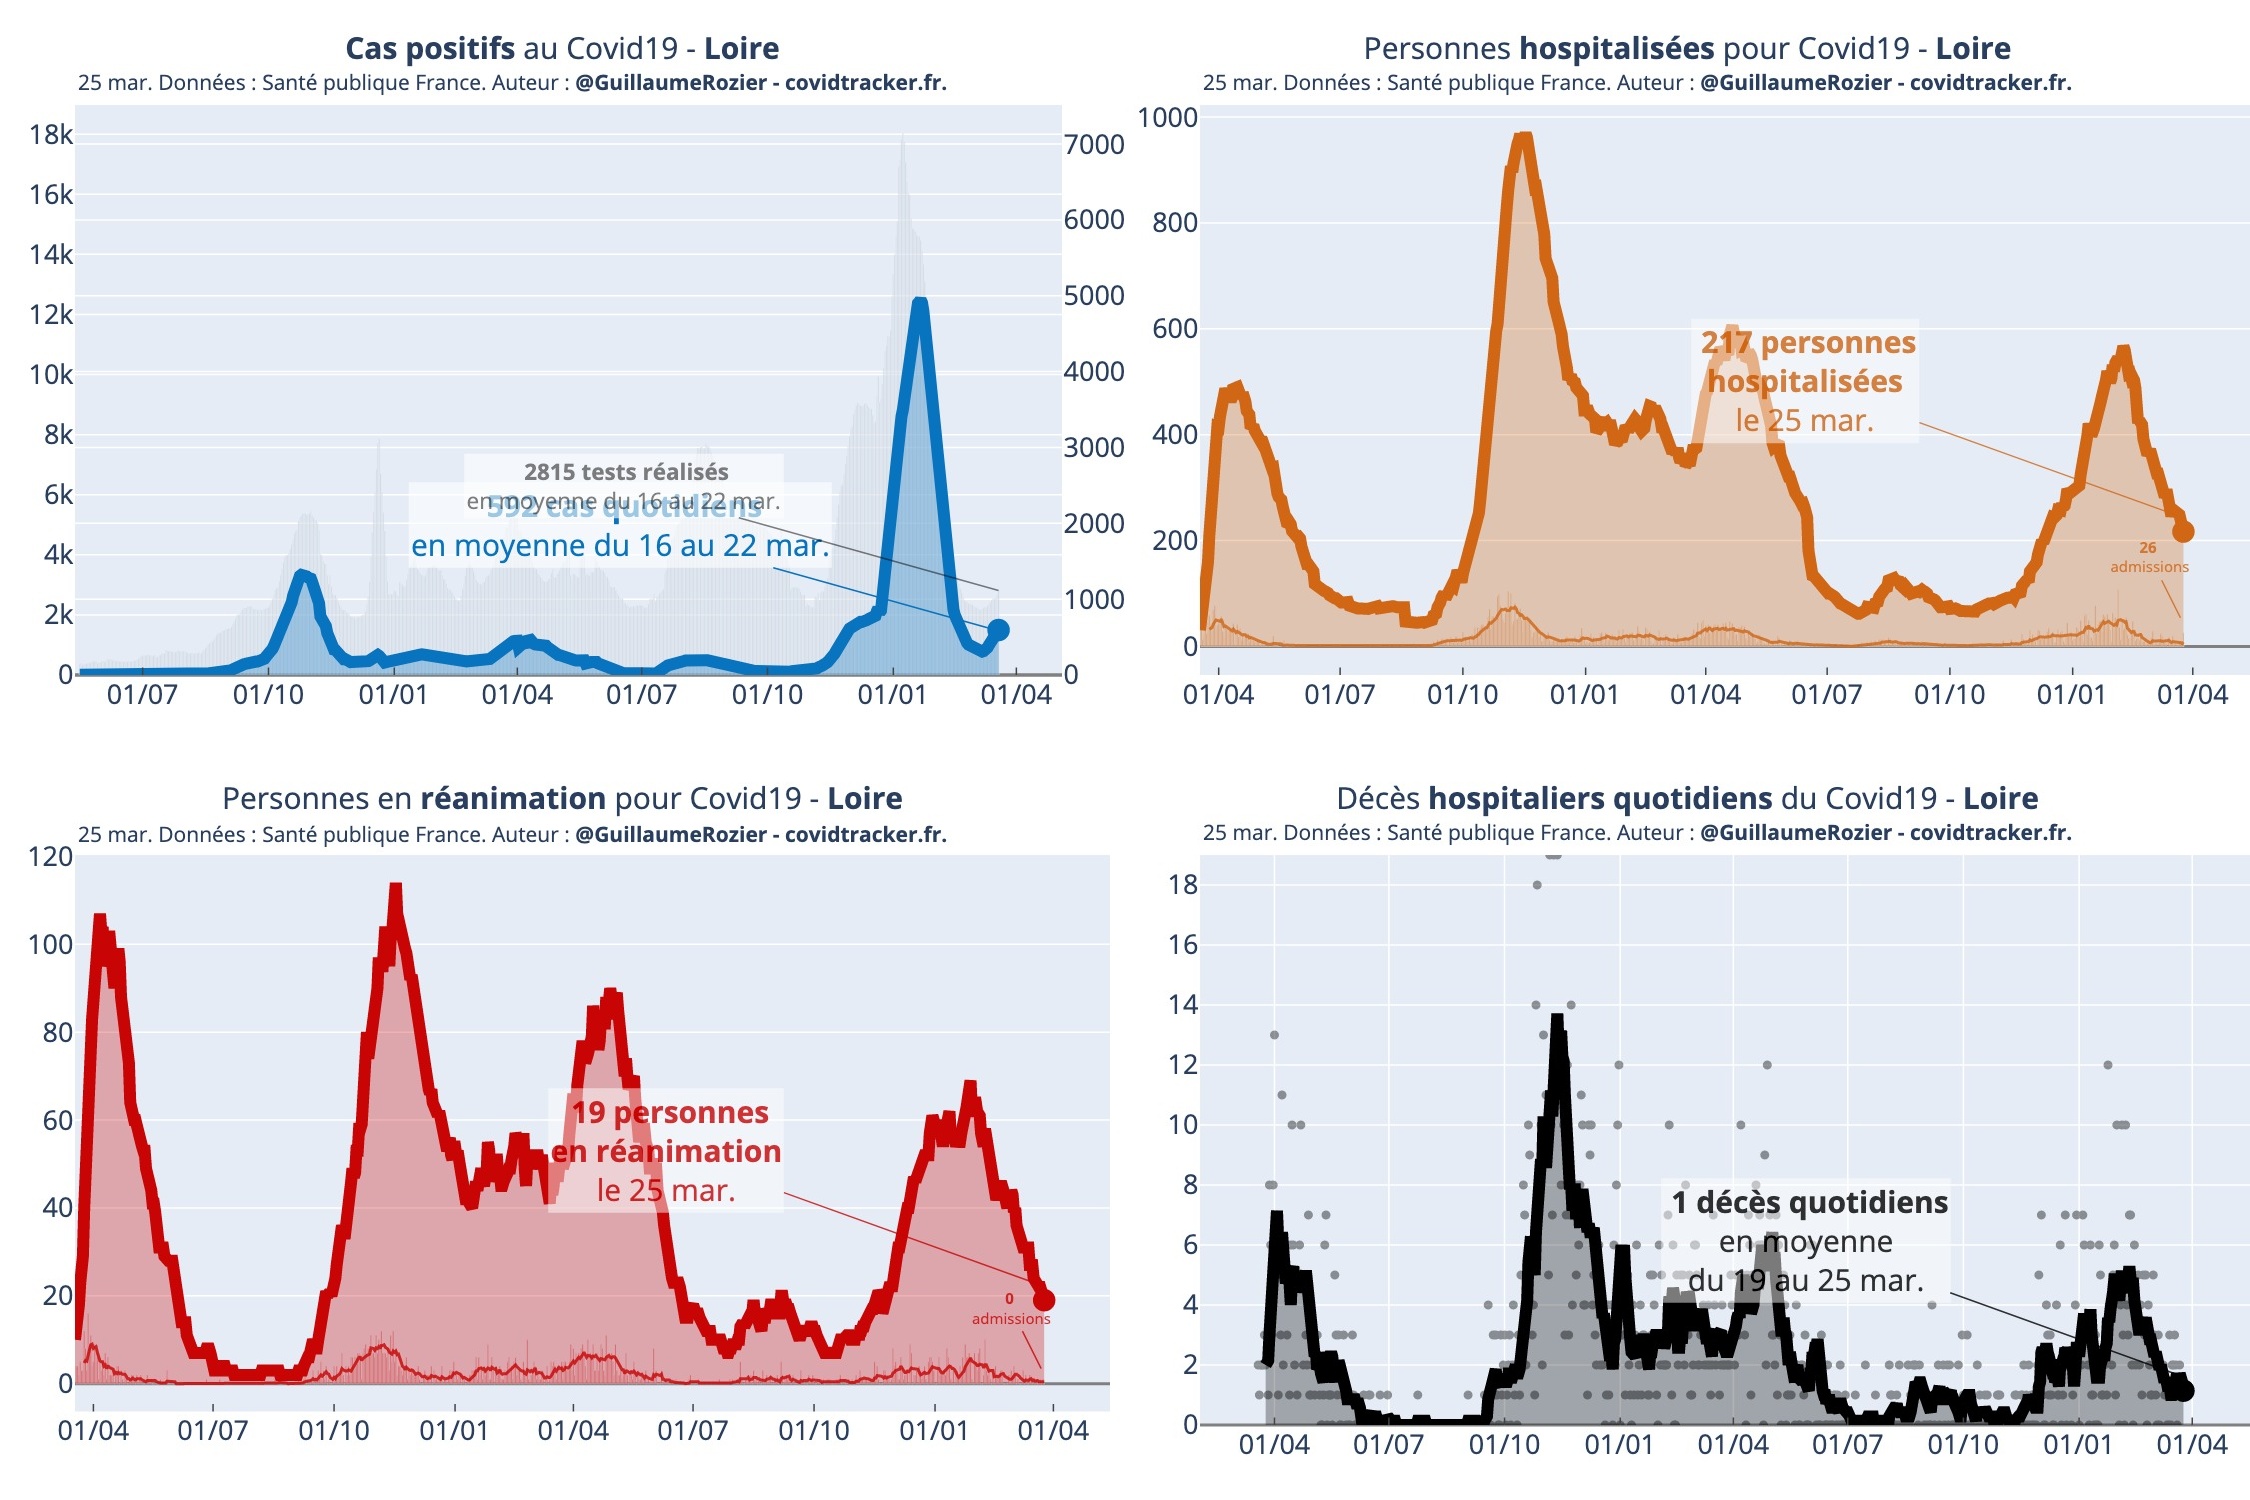 Cas positifs au Covid19 - Loire
25 mar. Données : Santé publique France. Auteur : @GuillaumeRozier - covidtracker.fr.
18k
16k
14k
12k
10k
8k
6k
4k
2k
0
7000
6000
5000
4000
3000
2000
1000
0
2815 tests réalisés
en moyenne du 16 au 22 mar.
592 cas quotidiens
en moyenne du 16 au 22 mar.
01/07 01/10 01/01 01/04 01/07 01/10 01/01 01/04
Personnes hospitalisées pour Covid19 - Loire
25 mar. Données : Santé publique France. Auteur : @GuillaumeRozier - covidtracker.fr.
1000
800
600
400
200
0
217 personnes
hospitalisées
le 25 mar.
26
admissions
01/04 01/07 01/10 01/01 01/04 01/07 01/10 01/01 01/04
Personnes en réanimation pour Covid19 - Loire
25 mar. Données : Santé publique France. Auteur : @GuillaumeRozier - covidtracker.fr.
120
100
80
60
40
20
0
19 personnes
en réanimation
le 25 mar.
0
admissions
01/04 01/07 01/10 01/01 01/04 01/07 01/10 01/01 01/04
Décès hospitaliers quotidiens du Covid19 - Loire
25 mar. Données : Santé publique France. Auteur : @GuillaumeRozier - covidtracker.fr.
18
16
14
12
10
8
6
4
2
0
1 décès quotidiens
en moyenne
du 19 au 25 mar.
01/04 01/07 01/10 01/01 01/04 01/07 01/10 01/01 01/04